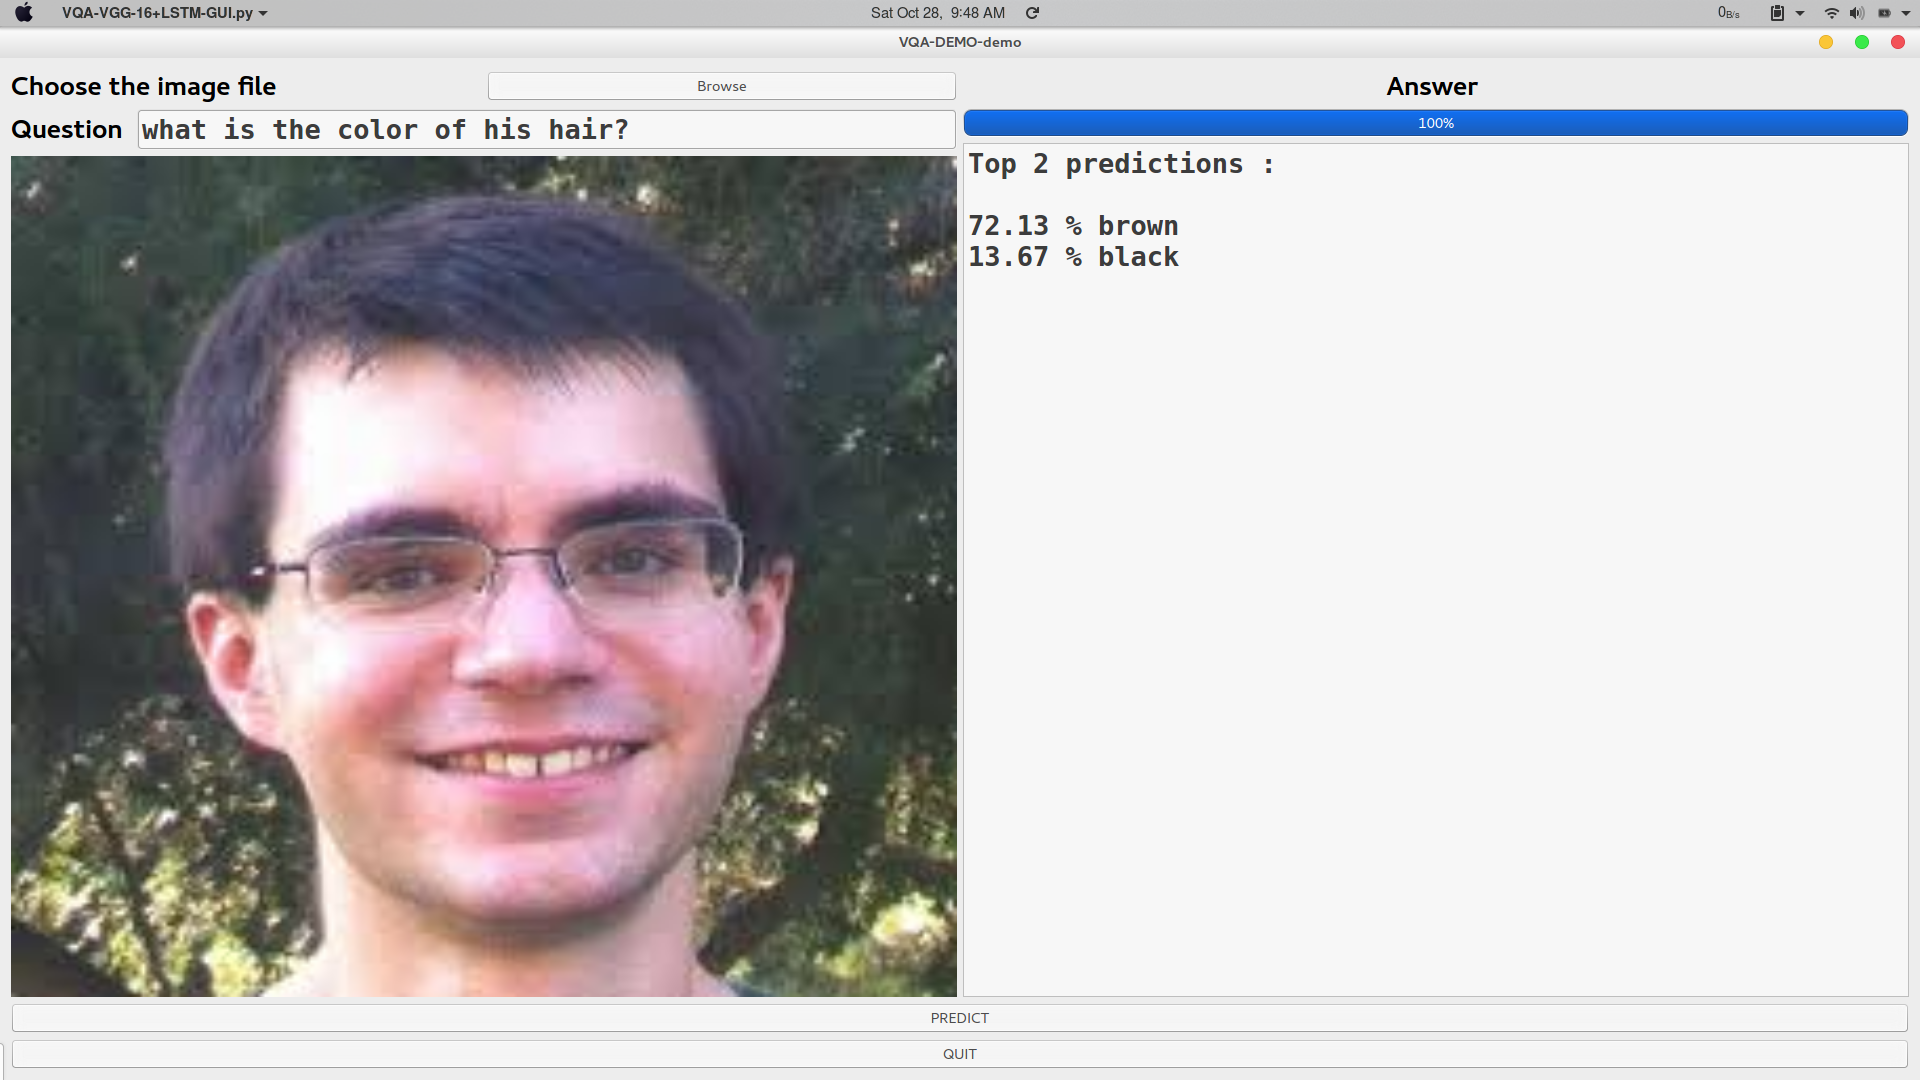 VQA-VGG-16+LSTM-GUI.py
Sat Oct 28, 9:48 AM
0B/s
VQA-DEMO-demo
Choose the image file
Browse
Answer
Question
what is the color of his hair?
100%
Top 2 predictions :
72.13 % brown
13.67 % black
PREDICT
QUIT